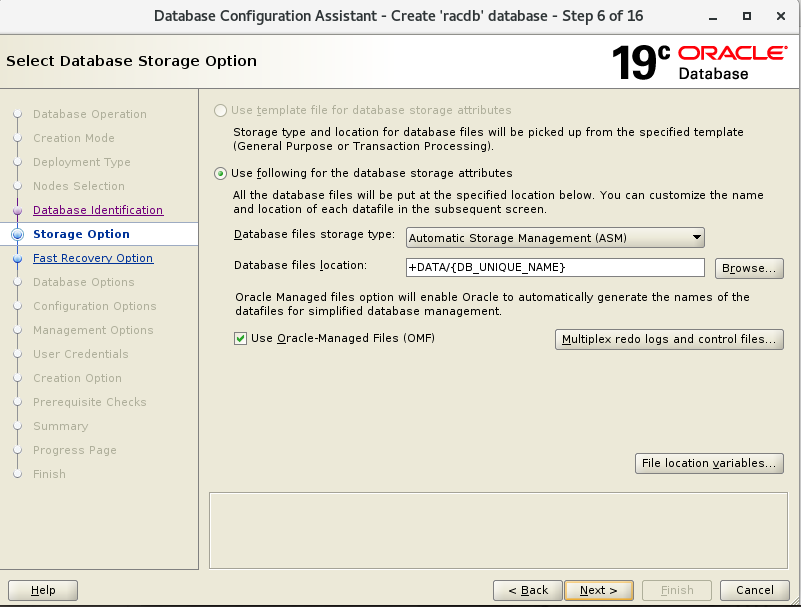 Database Configuration Assistant - Create 'racdb' database - Step 6 of 16
Select Database Storage Option
19c ORACLE
Database
Database Operation
Creation Mode
Deployment Type
Nodes Selection
Database Identification
Storage Option
Fast Recovery Option
Database Options
Configuration Options
Management Options
User Credentials
Creation Option
Prerequisite Checks
Summary
Progress Page
Finish
Use template file for database storage attributes
Storage type and location for database files will be picked up from the specified template
(General Purpose or Transaction Processing).
Use following for the database storage attributes
All the database files will be put at the specified location below. You can customize the name
and location of each datafile in the subsequent screen.
Database files storage type: Automatic Storage Management (ASM)
Database files location: +DATA/{DB_UNIQUE_NAME} Browse...
Oracle Managed files option will enable Oracle to automatically generate the names of the
datafiles for simplified database management.
Use Oracle-Managed Files (OMF) Multiplex redo logs and control files...
File location variables...
Help < Back Next > Finish Cancel